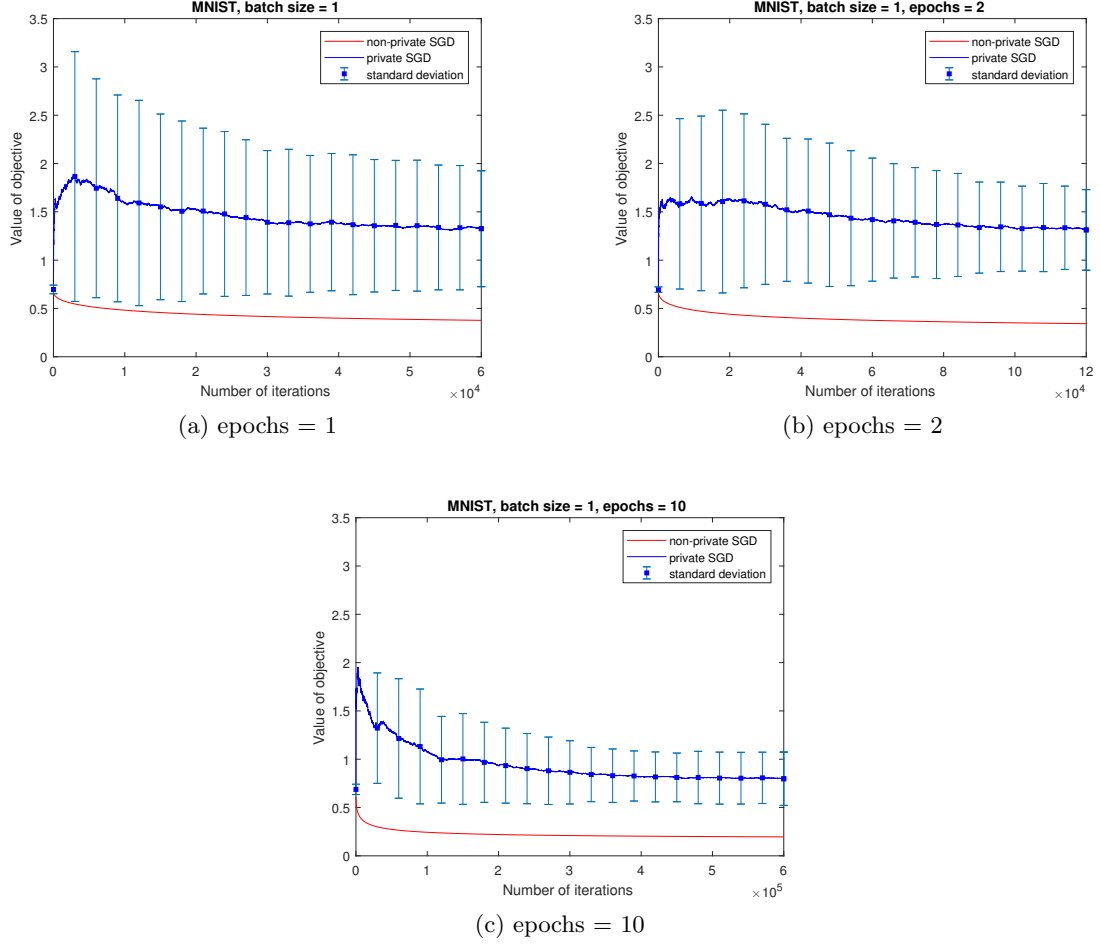 MNIST, batch size = 1
3.5
3
2.5
2
1.5
1
0.5
0
Value of objective
non-private SGD
private SGD
standard deviation
0 1 2 3 4 5 6
Number of iterations
×10^4
(a) epochs = 1
MNIST, batch size = 1, epochs = 2
3.5
3
2.5
2
1.5
1
0.5
0
Value of objective
non-private SGD
private SGD
standard deviation
0 2 4 6 8 10 12
Number of iterations
×10^4
(b) epochs = 2
MNIST, batch size = 1, epochs = 10
3.5
3
2.5
2
1.5
1
0.5
0
Value of objective
non-private SGD
private SGD
standard deviation
0 1 2 3 4 5 6
Number of iterations
×10^5
(c) epochs = 10